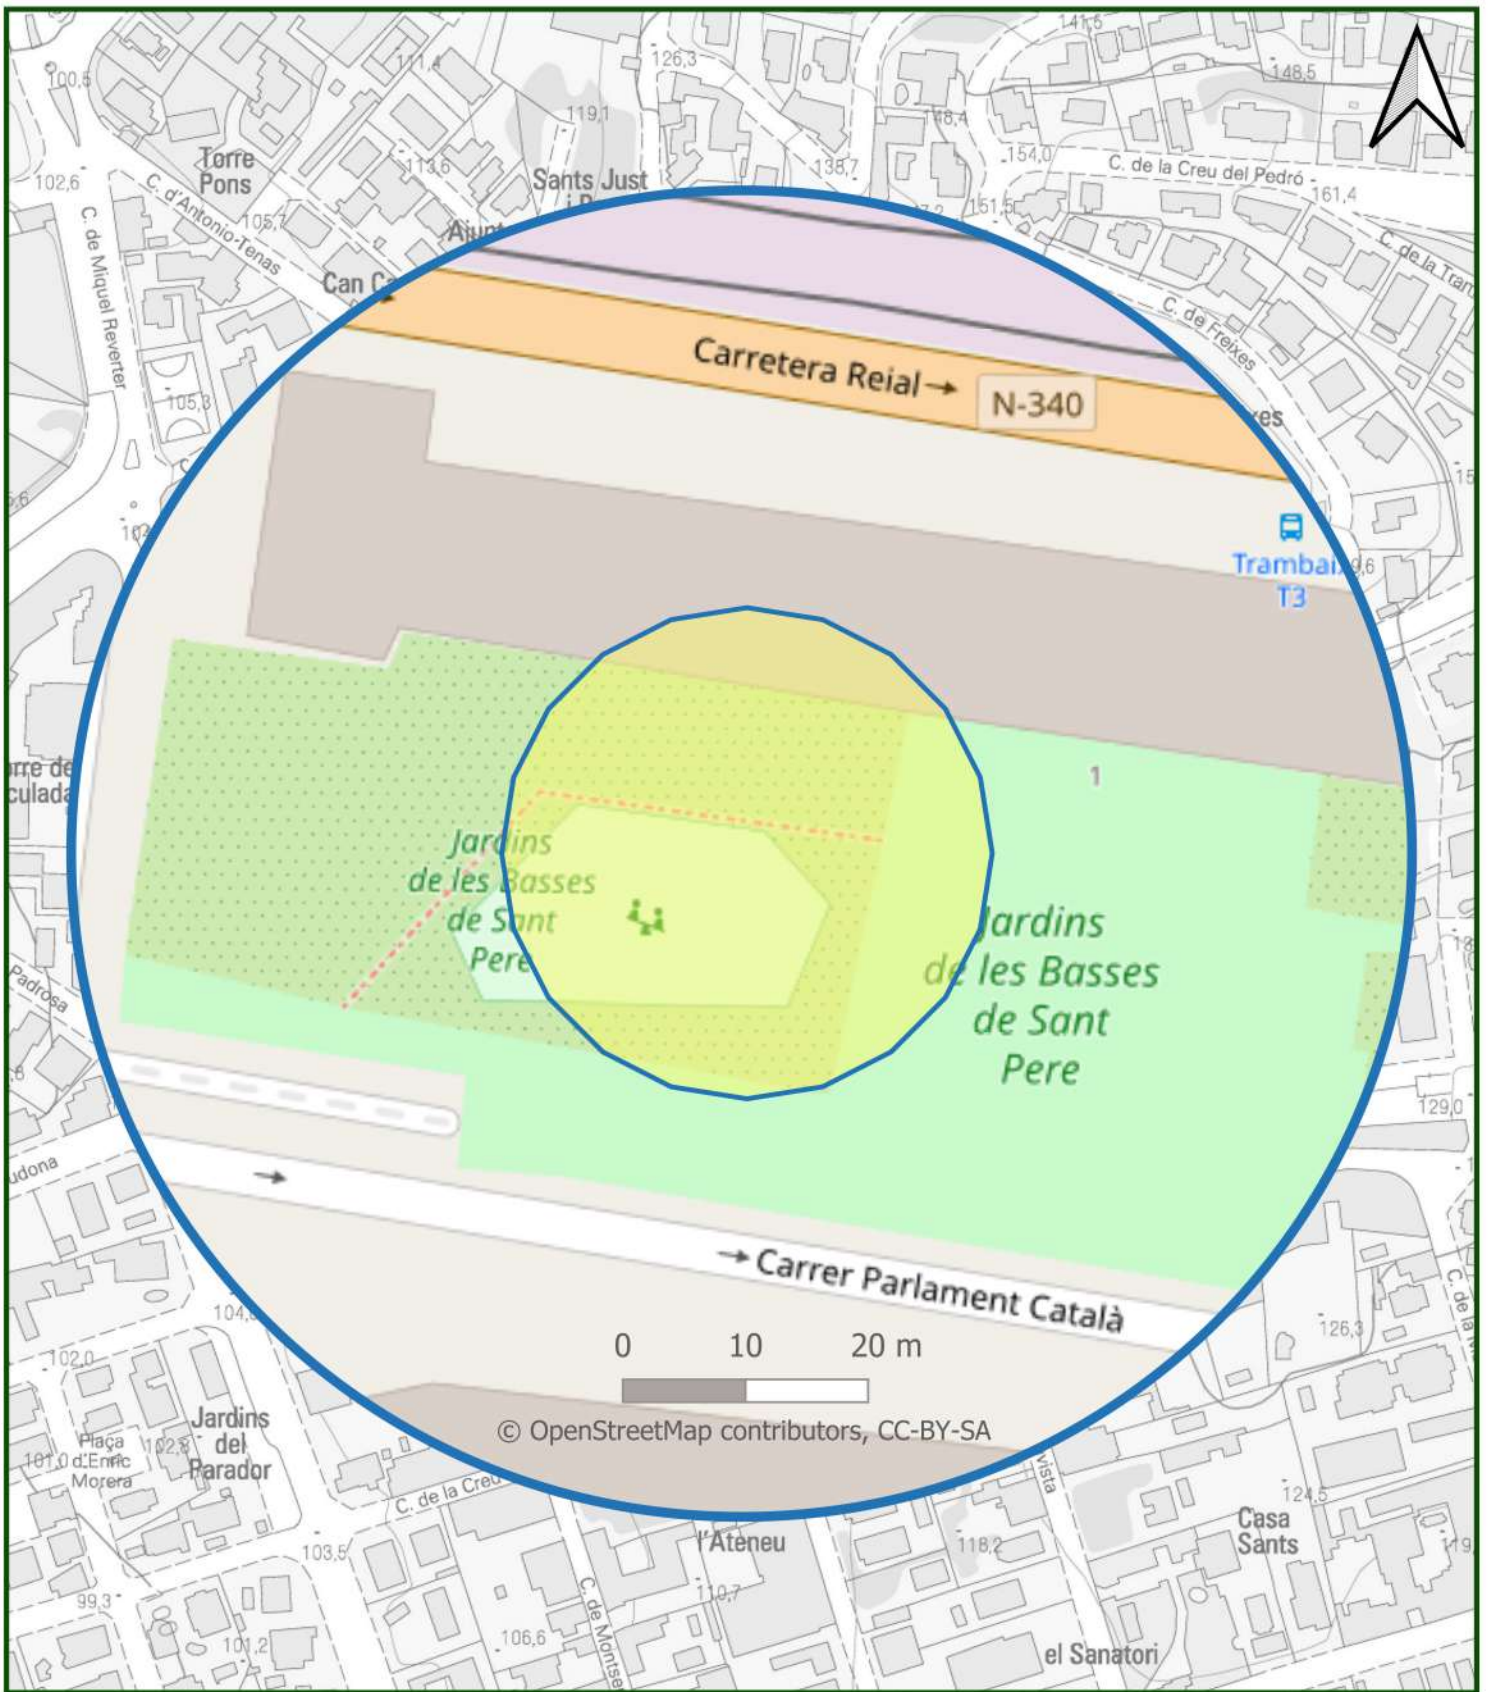 141,5
126,3
111,4
148,5
100,5
119,1
148,4
Torre
Pons
113,6
138,7
154,0
C. de la Creu del Pedró
102,6
Sants Just
161,4
C. d'Antonio Tenas
151,5
105,7
C. de Miquel Reverter
Can
C. de Freixes
Carretera Reial
N-340
105,3
Trambaix
T3
1
Jardins
de les Basses
de Sant
Pere
Jardins
de les Basses
de Sant
Pere
Padrosa
129,0
Carrer Parlament Català
126,3
0 10 20 m
102,0
© OpenStreetMap contributors, CC-BY-SA
Jardins
del
Parador
Plaça
d'Enric
Morera
102,8
101,0
C. de la Creu
vista
124,5
Casa
Sants
l'Ateneu
118,2
103,5
110,7
99,3
C. de Montser
106,6
101,2
el Sanatori